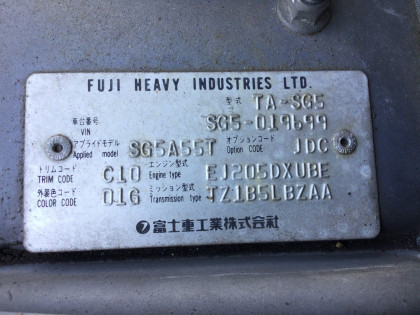 FUJI HEAVY INDUSTRIES LTD.
型式 TA-SG5
車台番号 VIN SG5-019699
アプライドモデル Applied model SG5A55T オプションコード Option code JDC
トリムコード TRIM CODE C10 エンジン型式 Engine type EJ205DXUBE
外装色コード COLOR CODE 01G ミッション型式 Transmission type TZ1B5LBZAA
富士重工業株式会社